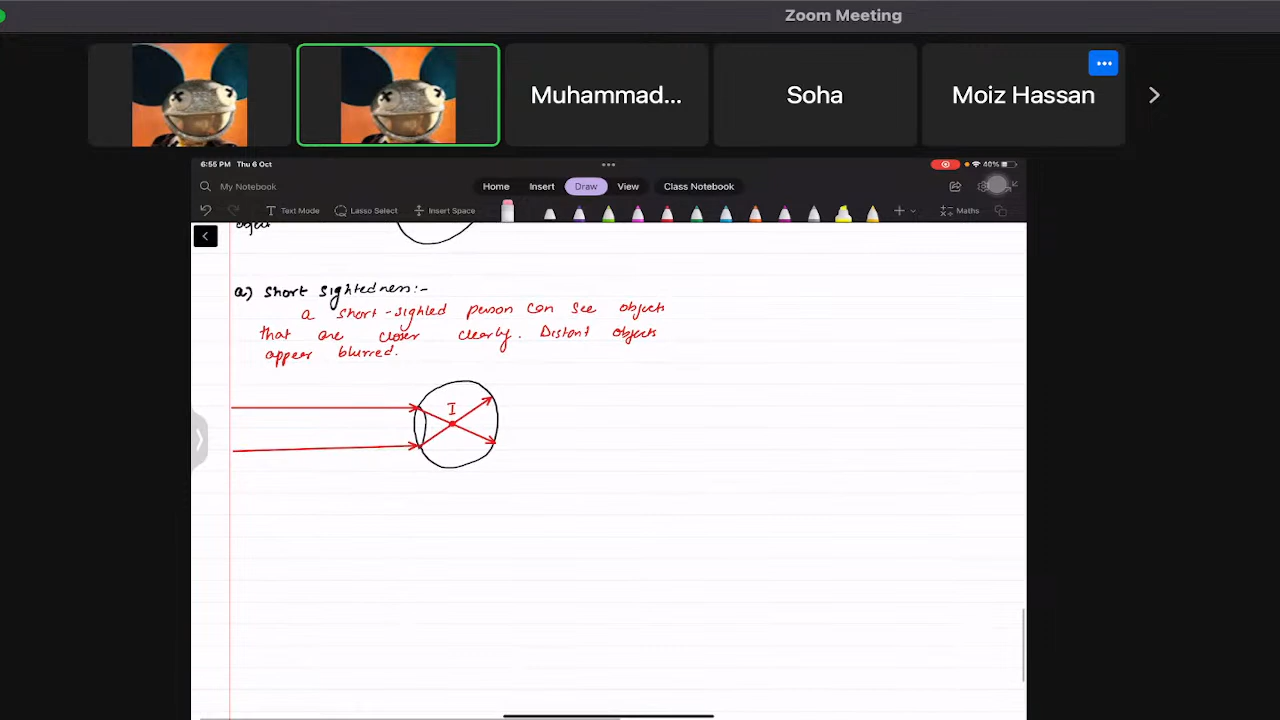 Zoom Meeting
Muhammad...
Soha
Moiz Hassan
6:55 PM Thu 6 Oct
40%
My Notebook
Home
Insert
Draw
View
Class Notebook
Text Mode
Lasso Select
Insert Space
Maths
a) Short Sightedness:-
a short-sighted person can see objects
that are closer clearly. Distant objects
appear blurred.
I